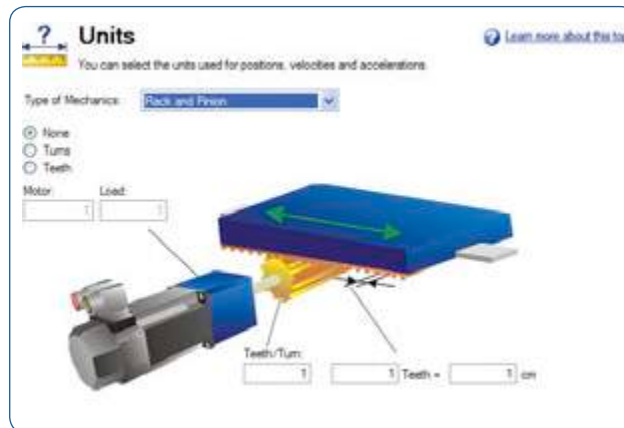 ?
Units
Learn more about this to
You can select the units used for positions, velocities and accelerations.
Type of Mechanics: Rack and Pinion
None
Turns
Teeth
Motor: Load:
1 1
Teeth/Turn:
1 1 Teeth = 1 cm